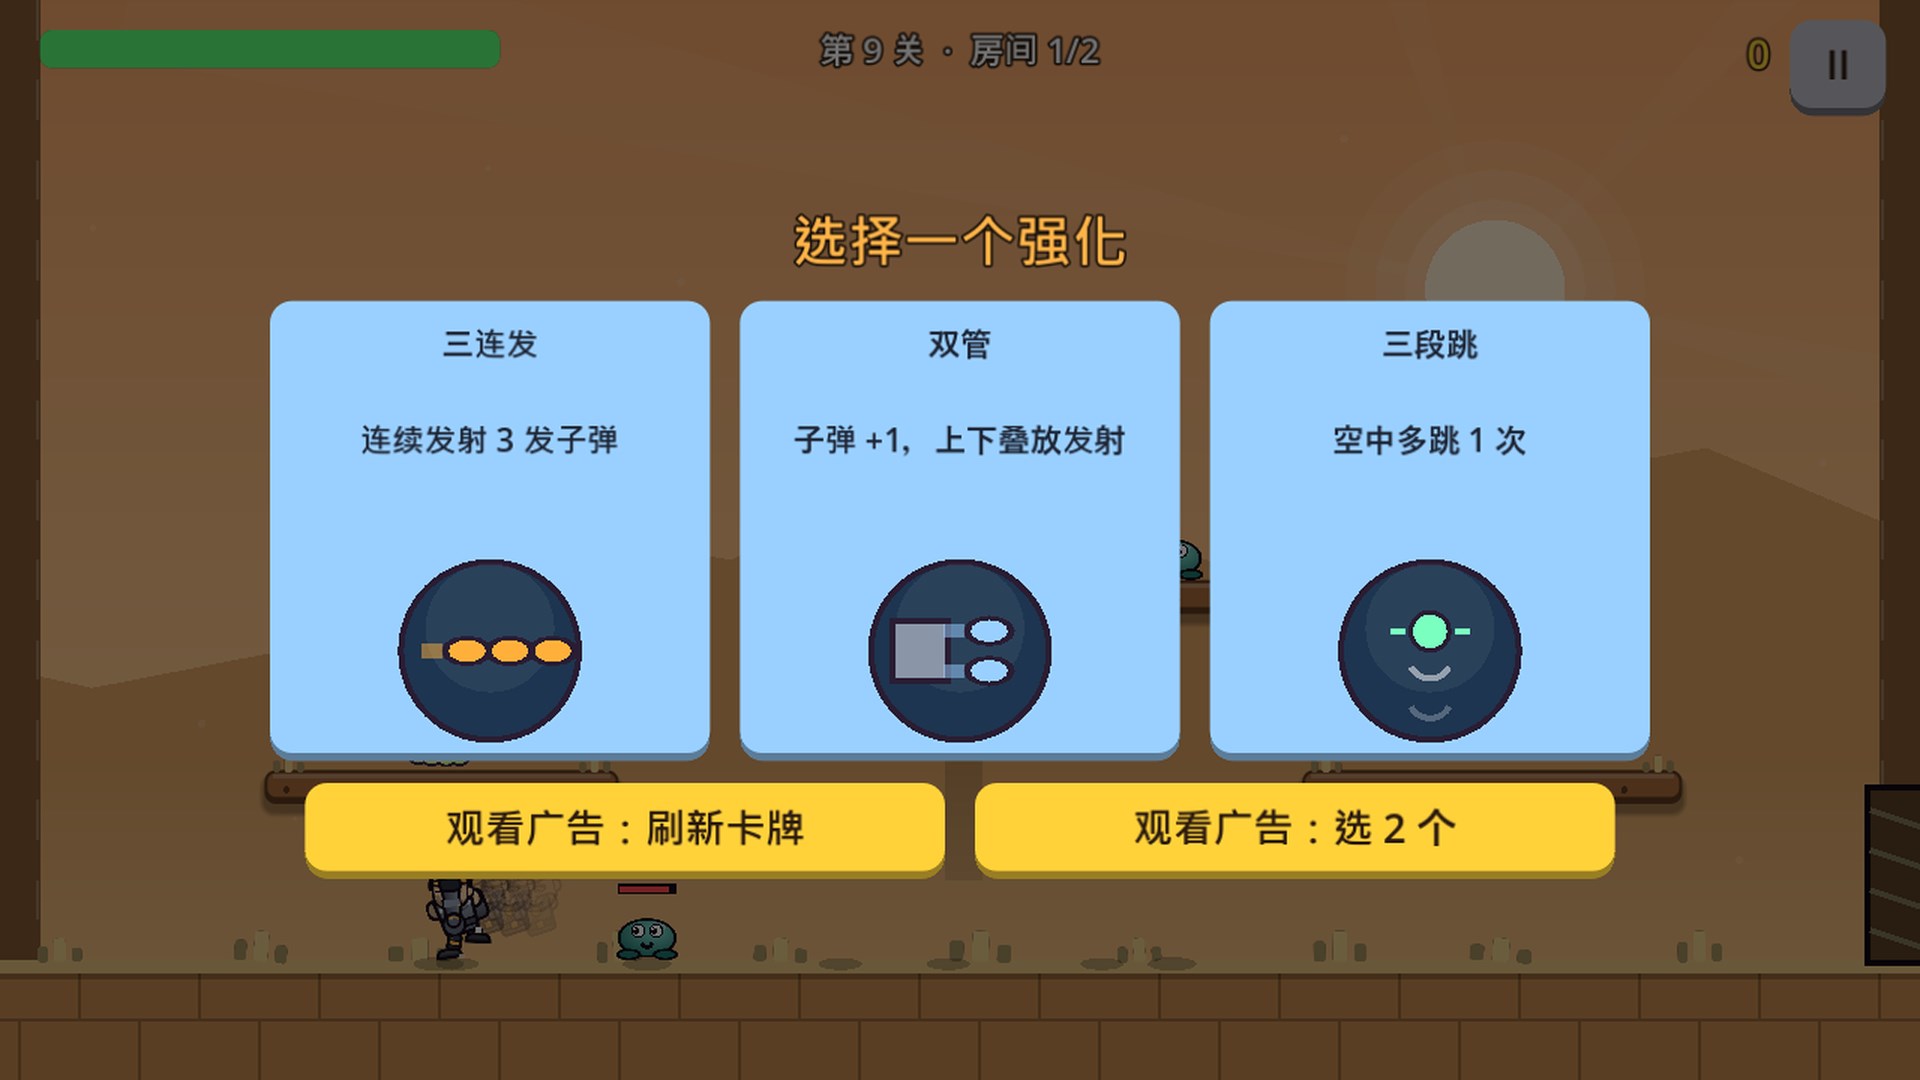 第 9 关 · 房间 1/2
0
选择一个强化
三连发
连续发射 3 发子弹
双管
子弹 +1，上下叠放发射
三段跳
空中多跳 1 次
观看广告：刷新卡牌
观看广告：选 2 个